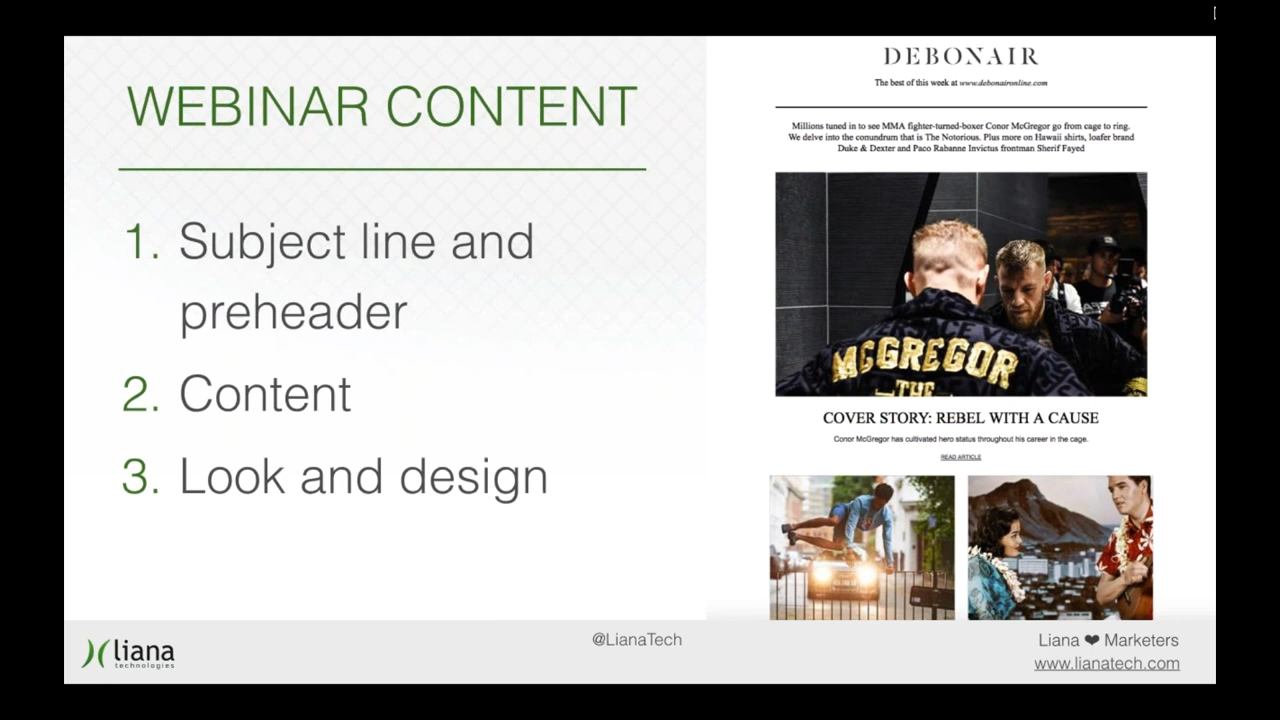 WEBINAR CONTENT
1. Subject line and
preheader
2. Content
3. Look and design
DEBONAIR
The best of this week at www.debonaironline.com
Millions tuned in to see MMA fighter-turned-boxer Conor McGregor go from cage to ring.
We delve into the conundrum that is The Notorious. Plus more on Hawaii shirts, loafer brand
Duke & Dexter and Paco Rabanne Invictus frontman Sherif Fayed
MCGREGOR
THE
COVER STORY: REBEL WITH A CAUSE
Conor McGregor has cultivated hero status throughout his career in the cage.
READ ARTICLE
liana
technologies
@LianaTech
Liana ❤ Marketers
www.lianatech.com